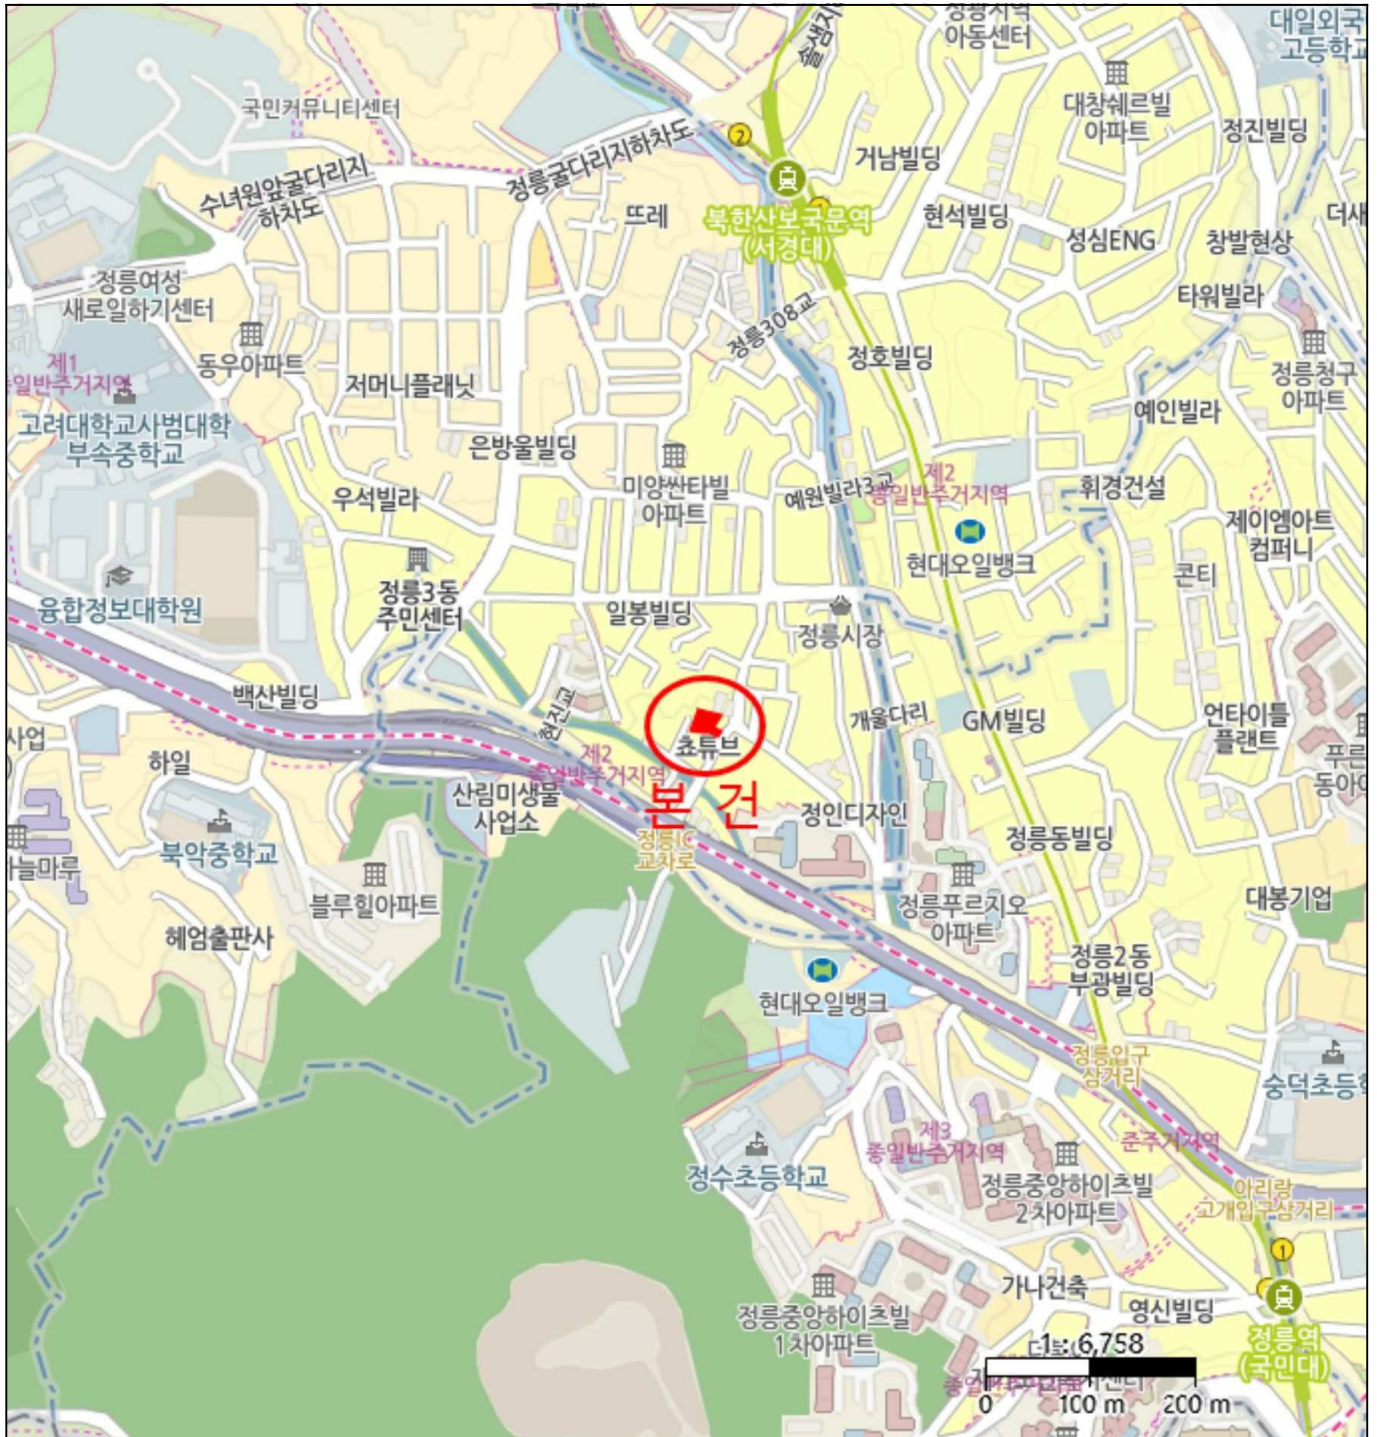 정릉지역
아동센터
대일외국
고등학교
솔샘지하
대창쉐르빌
아파트
정진빌딩
국민커뮤니티센터
2
거남빌딩
정릉굴다리지하차도
수녀원앞굴다리지
하차도
뜨레
북한산보국문역
(서경대)
현석빌딩
성심ENG
창발현상
더새
정릉여성
새로일하기센터
타워빌라
정릉308교
동우아파트
정호빌딩
제1
종일반주거지역
저머니플래닛
정릉청구
아파트
고려대학교사범대학
부속중학교
예인빌라
은방울빌딩
미양싼타빌
아파트
예원빌라3교
제2
종일반주거지역
휘경건설
우석빌라
제이엠아트
컴퍼니
현대오일뱅크
콘티
융합정보대학원
정릉3동
주민센터
일봉빌딩
정릉시장
백산빌딩
현진교
쵸튜브
개울다리
GM빌딩
언타이틀
플랜트
사업
하일
제2
종일반주거지역
본 건
푸른
동아
산림미생물
사업소
정인디자인
정릉IC
교차로
정릉동빌딩
북악중학교
하늘마루
블루힐아파트
정릉푸르지오
아파트
대봉기업
헤엄출판사
정릉2동
부광빌딩
현대오일뱅크
정릉입구
삼거리
숭덕초등학
제3
종일반주거지역
준주거지역
정수초등학교
정릉중앙하이츠빌
2차아파트
아리랑
고개입구삼거리
1
가나건축
영신빌딩
정릉중앙하이츠빌
1차아파트
정릉역
(국민대)
1 : 6,758
0 100 m 200 m